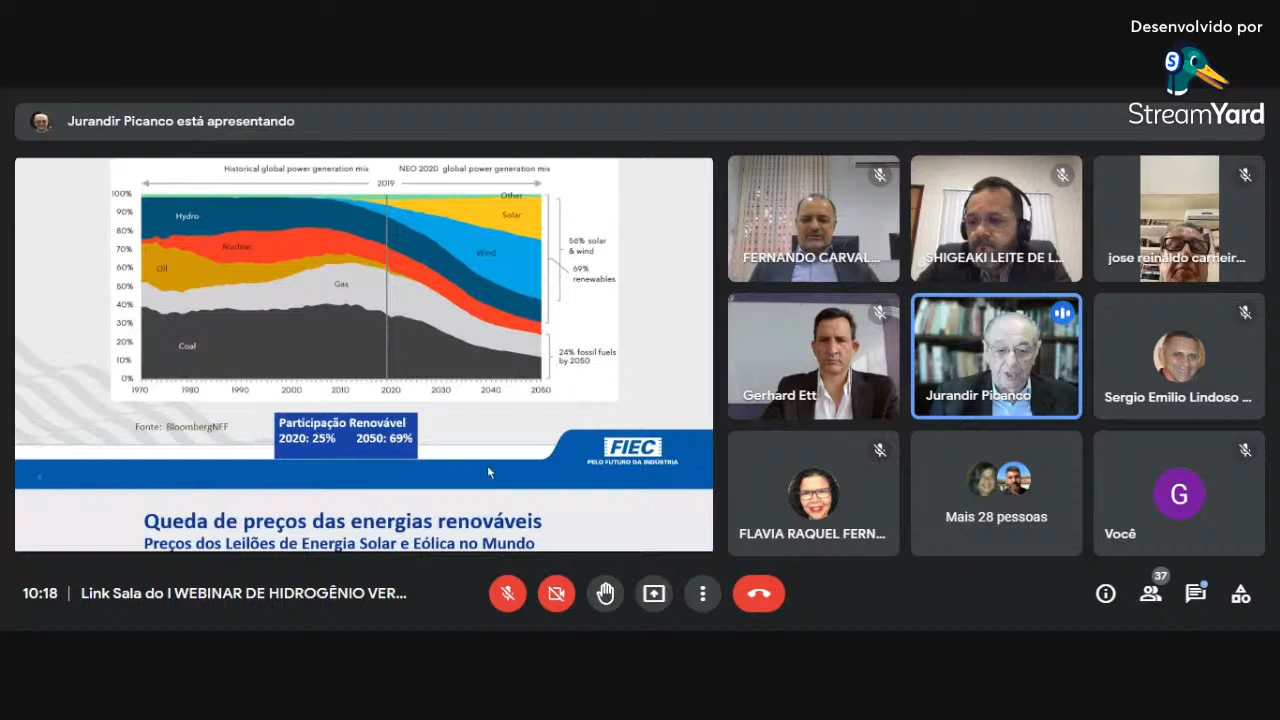 Desenvolvido por
StreamYard
Jurandir Picanco está apresentando
Historical global power generation mix
NEO 2020 global power generation mix
2019
100%
90%
80%
70%
60%
50%
40%
30%
20%
10%
0%
Other
Solar
Hydro
Wind
Nuclear
Oil
Gas
Coal
56% solar
& wind
69%
renewables
24% fossil fuels
by 2050
1970
1980
1990
2000
2010
2020
2030
2040
2050
Fonte: BloombergNEF
Participação Renovável
2020: 25% 2050: 69%
FIEC
PELO FUTURO DA INDÚSTRIA
Queda de preços das energias renováveis
Preços dos Leilões de Energia Solar e Eólica no Mundo
FERNANDO CARVAL...
SHIGEAKI LEITE DE L...
jose reinaldo carneir...
Gerhard Ett
Jurandir Picanco
Sergio Emilio Lindoso ...
FLAVIA RAQUEL FERN...
Mais 28 pessoas
G
Você
10:18 | Link Sala do I WEBINAR DE HIDROGÊNIO VER...
37